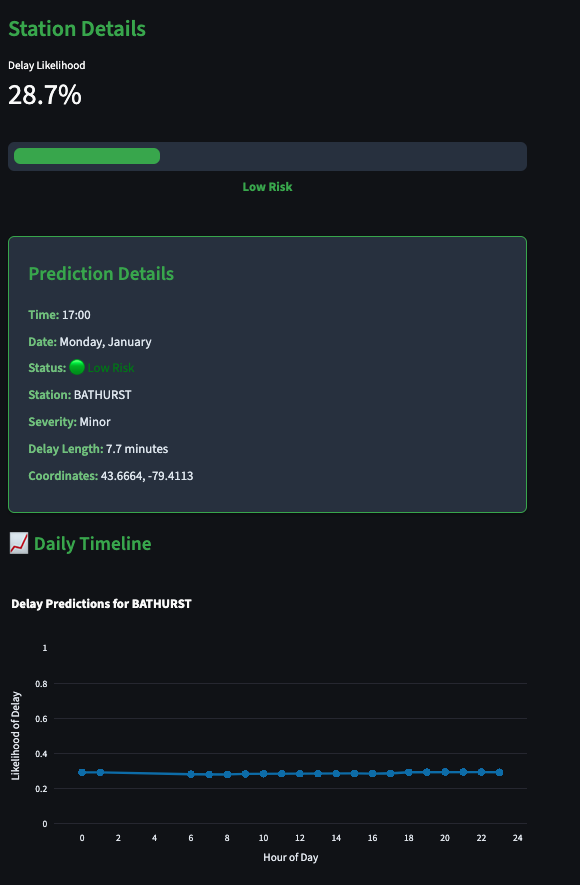 Station Details
Delay Likelihood
28.7%
Low Risk
Prediction Details
Time: 17:00
Date: Monday, January
Status: Low Risk
Station: BATHURST
Severity: Minor
Delay Length: 7.7 minutes
Coordinates: 43.6664, -79.4113
Daily Timeline
Delay Predictions for BATHURST
1
0.8
0.6
0.4
0.2
0
Likelihood of Delay
0 2 4 6 8 10 12 14 16 18 20 22 24
Hour of Day